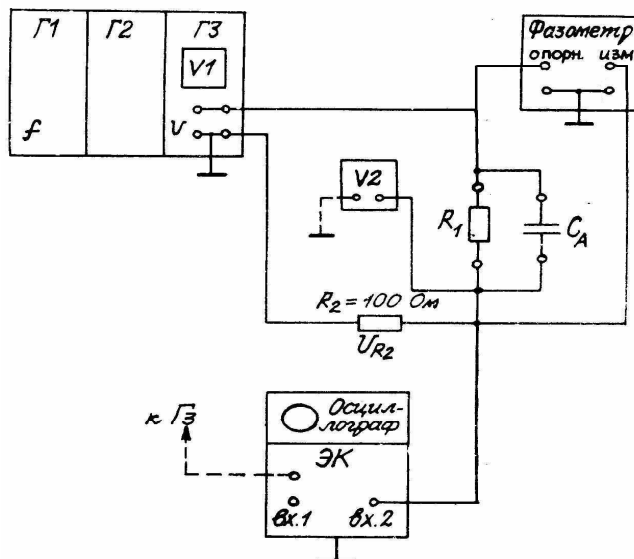 Г1 Г2 Г3
V1
f
U
Фазометр
опорн. изм
V2
R1
CA
R2 = 100 Ом
UR2
к Гз
Осцил-
лограф
ЭК
вх.1 вх.2